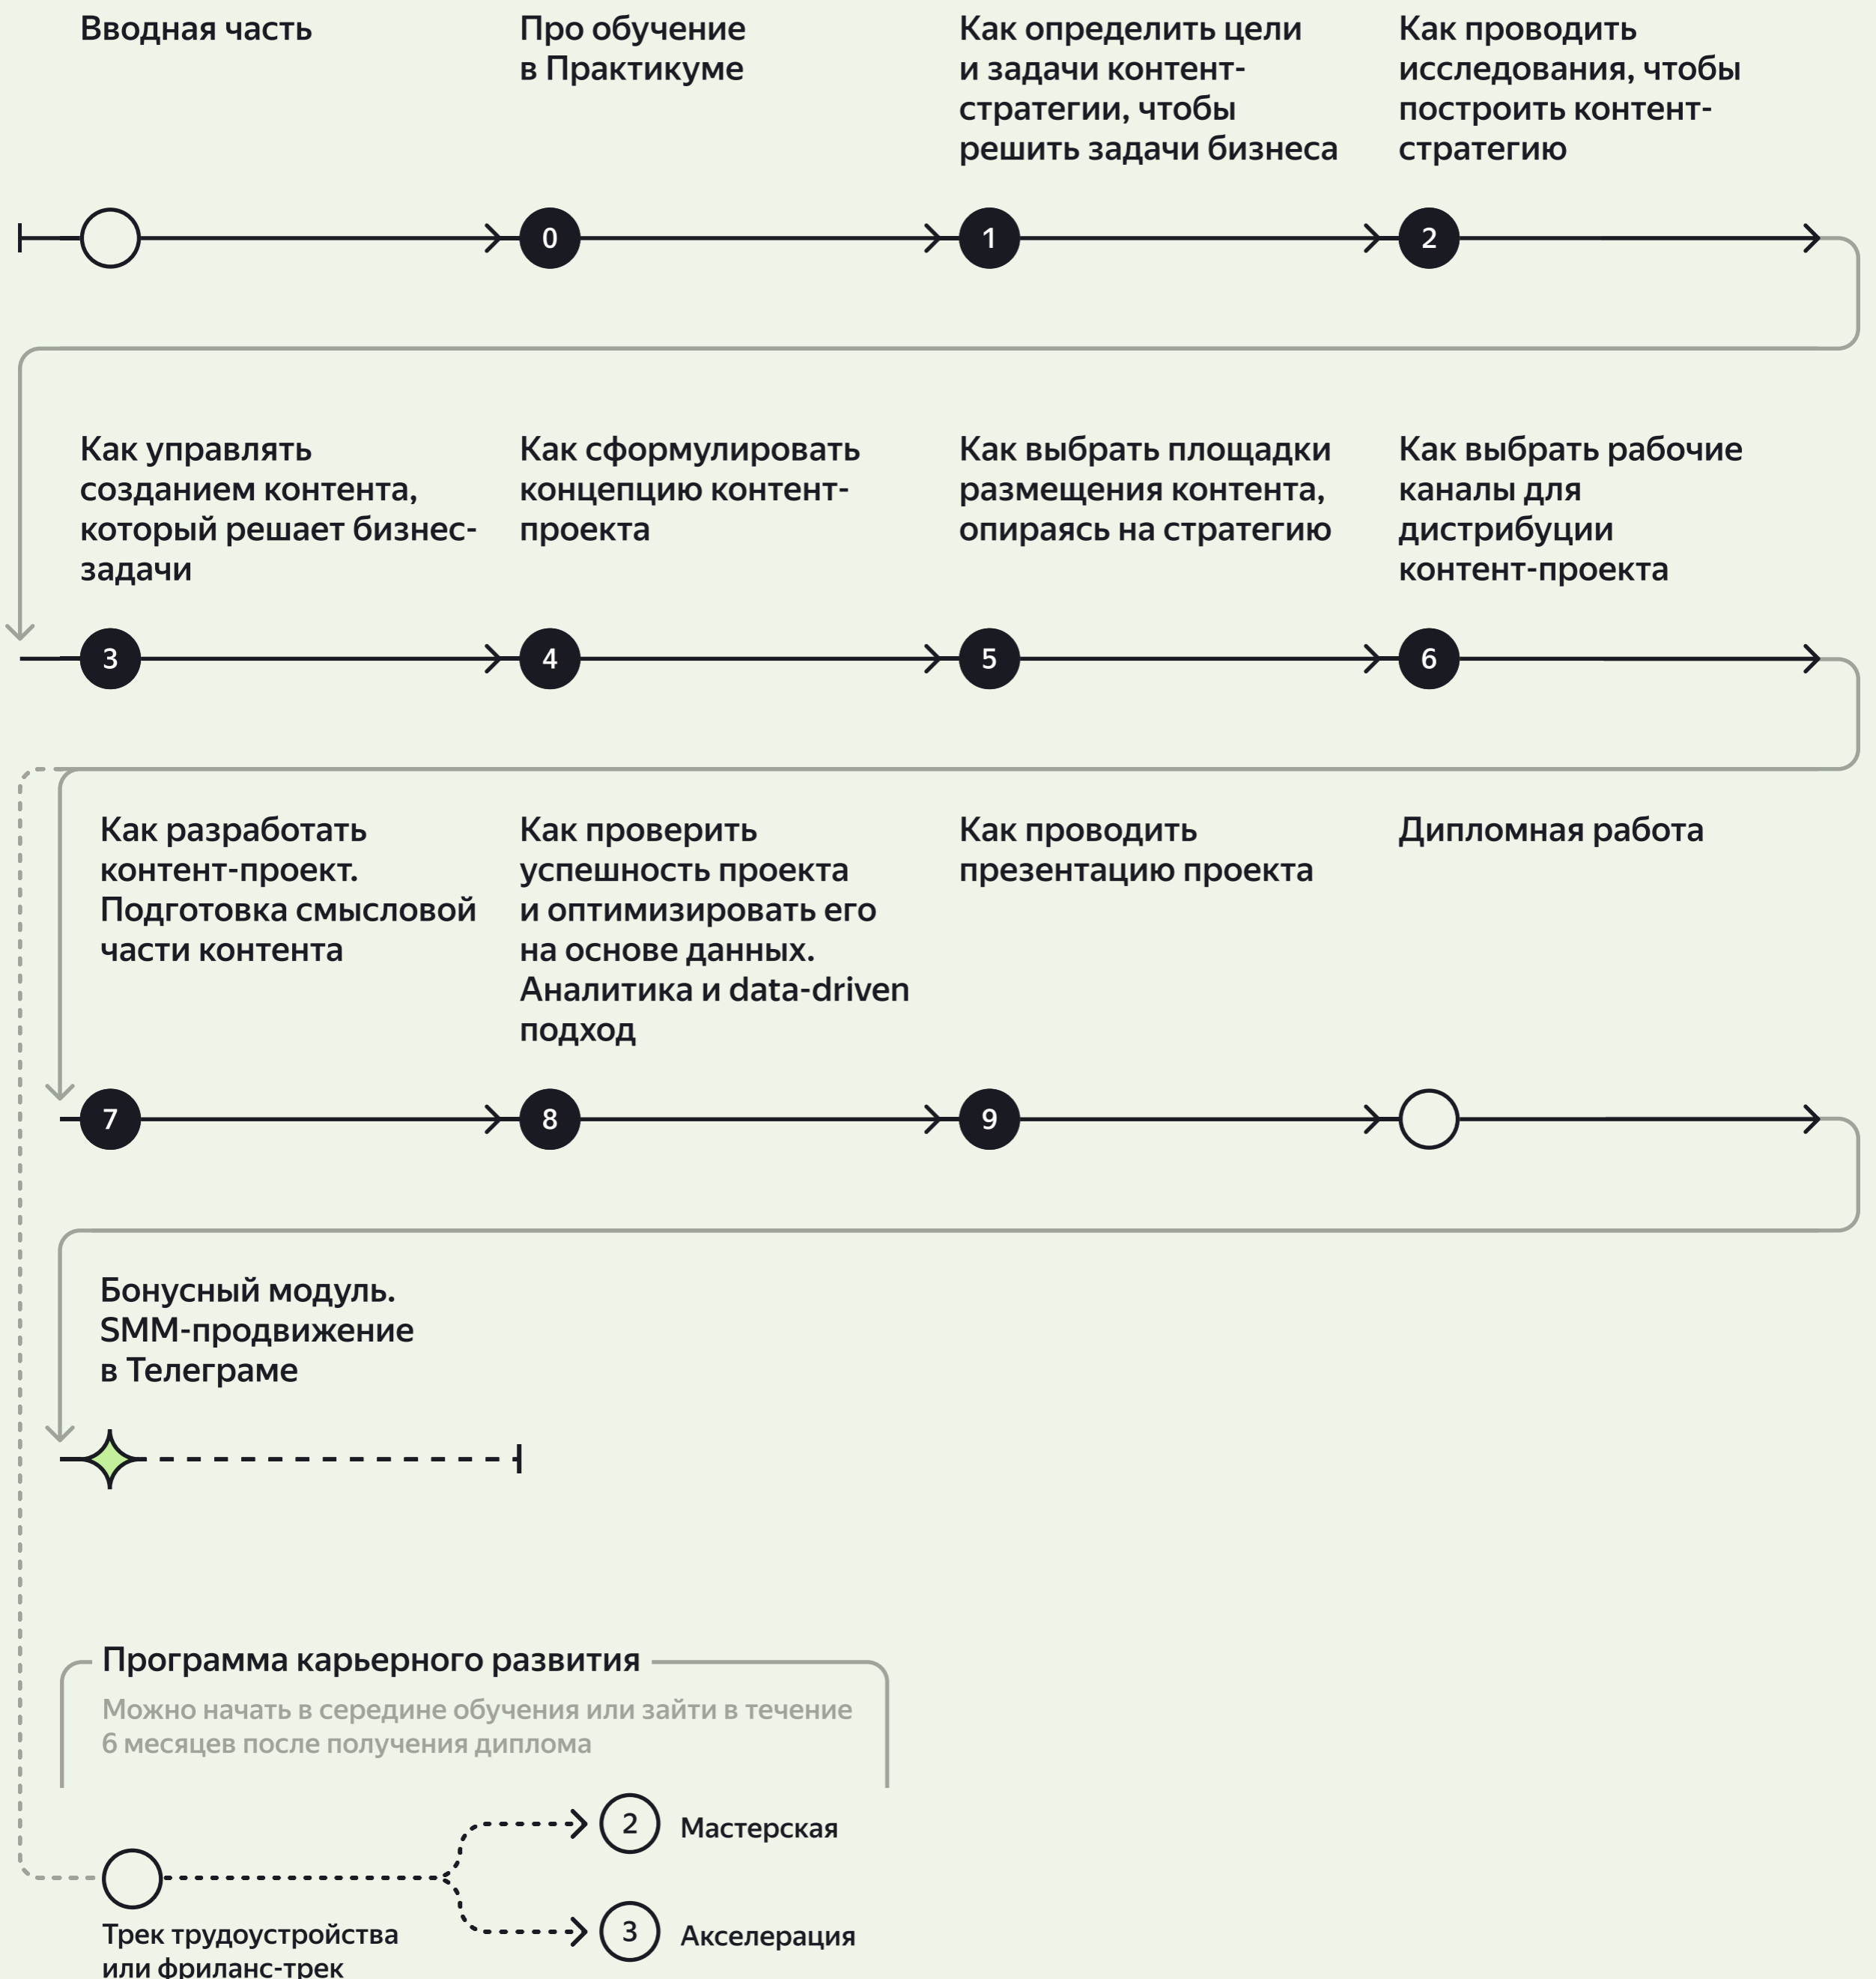 Вводная часть
Про обучение
в Практикуме
Как определить цели
и задачи контент-
стратегии, чтобы
решить задачи бизнеса
Как проводить
исследования, чтобы
построить контент-
стратегию
0
1
2
Как управлять
созданием контента,
который решает бизнес-
задачи
Как сформулировать
концепцию контент-
проекта
Как выбрать площадки
размещения контента,
опираясь на стратегию
Как выбрать рабочие
каналы для
дистрибуции
контент-проекта
3
4
5
6
Как разработать
контент-проект.
Подготовка смысловой
части контента
Как проверить
успешность проекта
и оптимизировать его
на основе данных.
Аналитика и data-driven
подход
Как проводить
презентацию проекта
Дипломная работа
7
8
9
Бонусный модуль.
SMM-продвижение
в Телеграме
Программа карьерного развития
Можно начать в середине обучения или зайти в течение
6 месяцев после получения диплома
2
Мастерская
3
Акселерация
Трек трудоустройства
или фриланс-трек